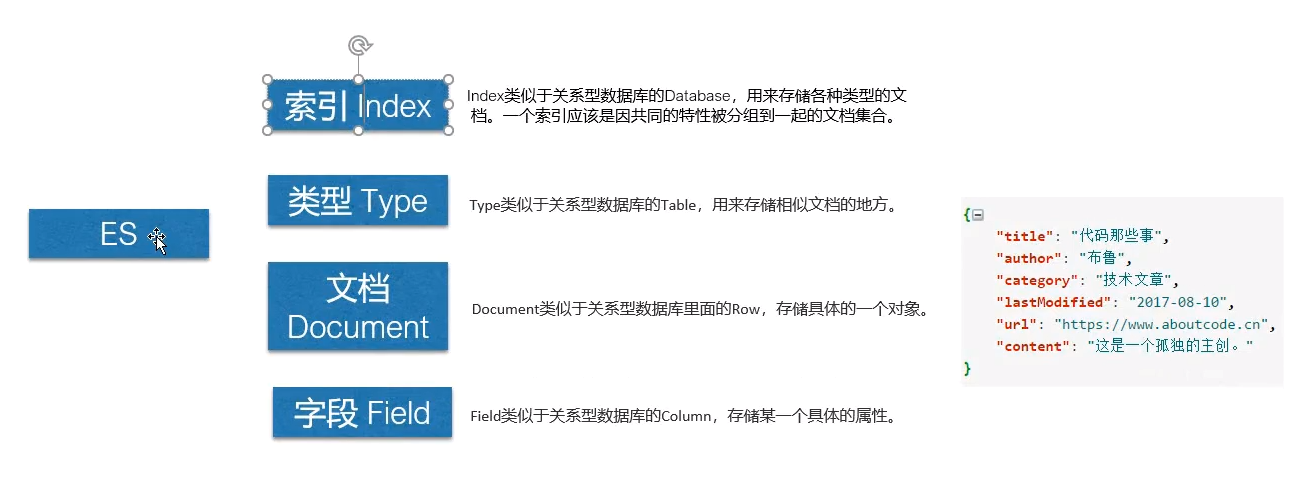 索引 Index
Index类似于关系型数据库的Database，用来存储各种类型的文
档。一个索引应该是因共同的特性被分组到一起的文档集合。
类型 Type
Type类似于关系型数据库的Table，用来存储相似文档的地方。
ES
文档
Document
Document类似于关系型数据库里面的Row，存储具体的一个对象。
字段 Field
Field类似于关系型数据库的Column，存储某一个具体的属性。
{
"title": "代码那些事",
"author": "布鲁",
"category": "技术文章",
"lastModified": "2017-08-10",
"url": "https://www.aboutcode.cn",
"content": "这是一个孤独的主创。"
}